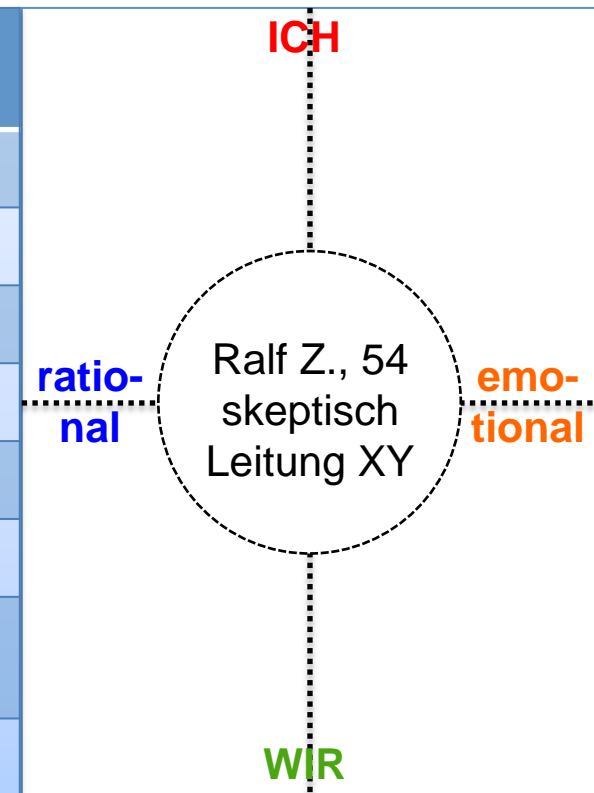 ICH
ratio-
nal
Ralf Z., 54
skeptisch
Leitung XY
emo-
tional
WIR